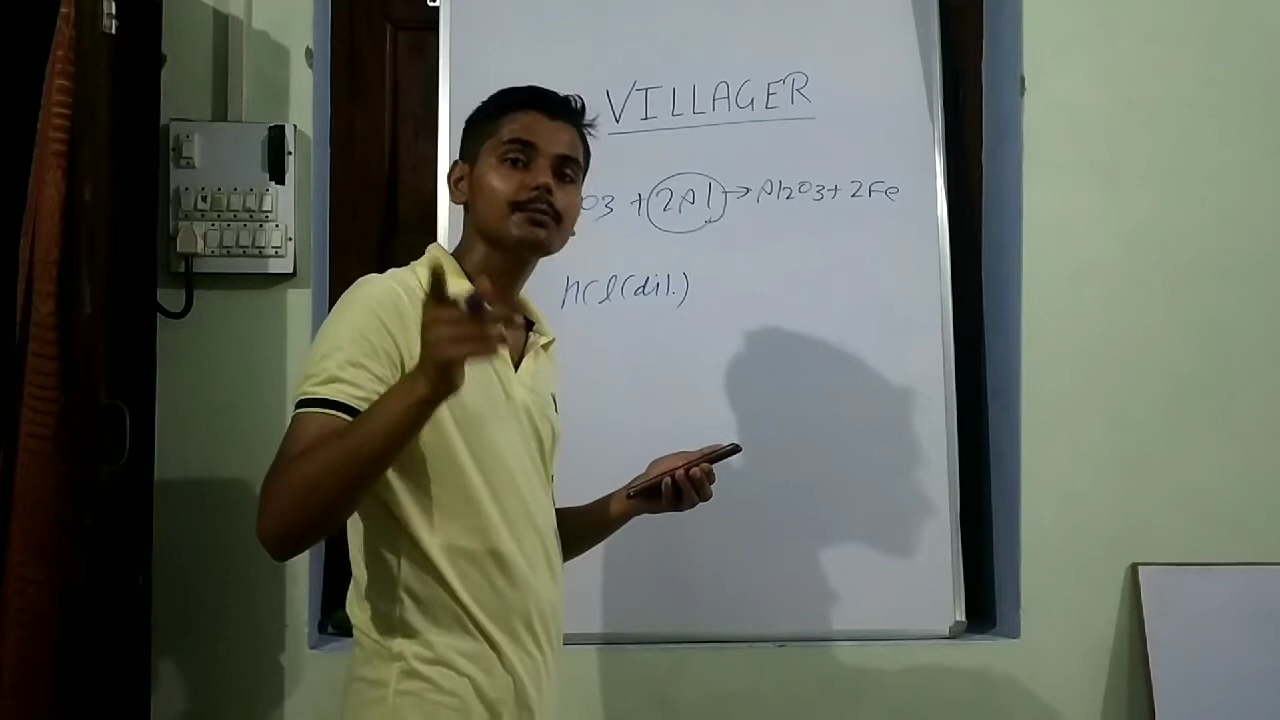 VILLAGER
O3 + 2Al → Al2O3 + 2Fe
HCl (dil.)